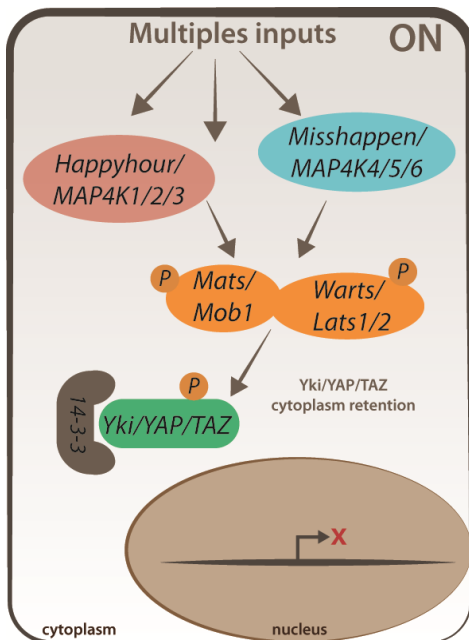 Multiples inputs
ON
Happyhour/
MAP4K1/2/3
Misshappen/
MAP4K4/5/6
P
Mats/
Mob1
P
Warts/
Lats1/2
P
Yki/YAP/TAZ
14-3-3
Yki/YAP/TAZ
cytoplasm retention
X
cytoplasm
nucleus